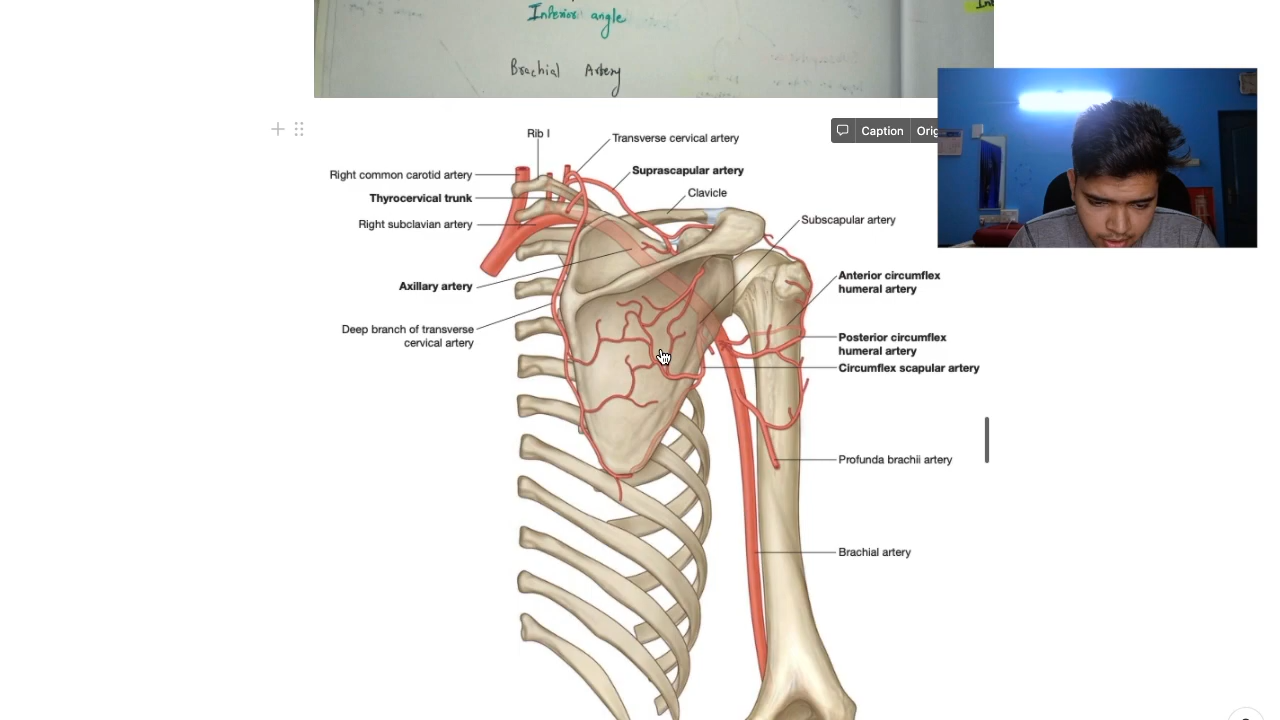 Inferior angle
Brachial Artery
Caption
Rib I
Transverse cervical artery
Right common carotid artery
Suprascapular artery
Thyrocervical trunk
Clavicle
Right subclavian artery
Subscapular artery
Axillary artery
Anterior circumflex
humeral artery
Deep branch of transverse
cervical artery
Posterior circumflex
humeral artery
Circumflex scapular artery
Profunda brachii artery
Brachial artery